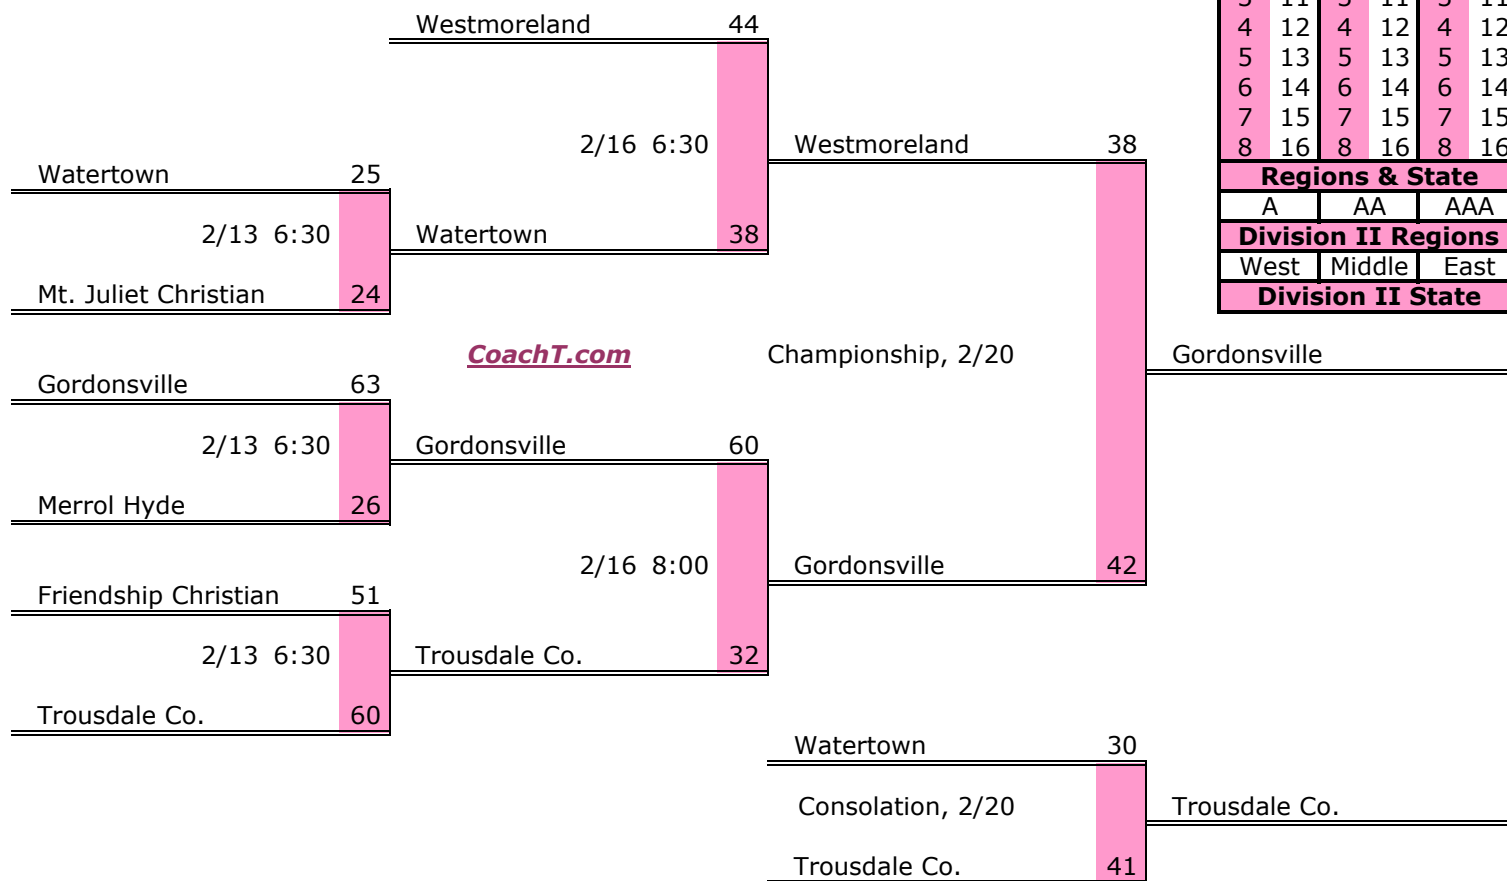 3 11 3 11 3 11
Westmoreland 44
4 12 4 12 4 12
5 13 5 13 5 13
6 14 6 14 6 14
7 15 7 15 7 15
2/16 6:30 Westmoreland 38
8 16 8 16 8 16
Watertown 25
Regions & State
A AA AAA
2/13 6:30 Watertown 38
Division II Regions
West Middle East
Mt. Juliet Christian 24
Division II State
CoachT.com Championship, 2/20 Gordonsville
Gordonsville 63
2/13 6:30 Gordonsville 60
Merrol Hyde 26
2/16 8:00 Gordonsville 42
Friendship Christian 51
2/13 6:30 Trousdale Co. 32
Trousdale Co. 60
Watertown 30
Consolation, 2/20 Trousdale Co.
Trousdale Co. 41